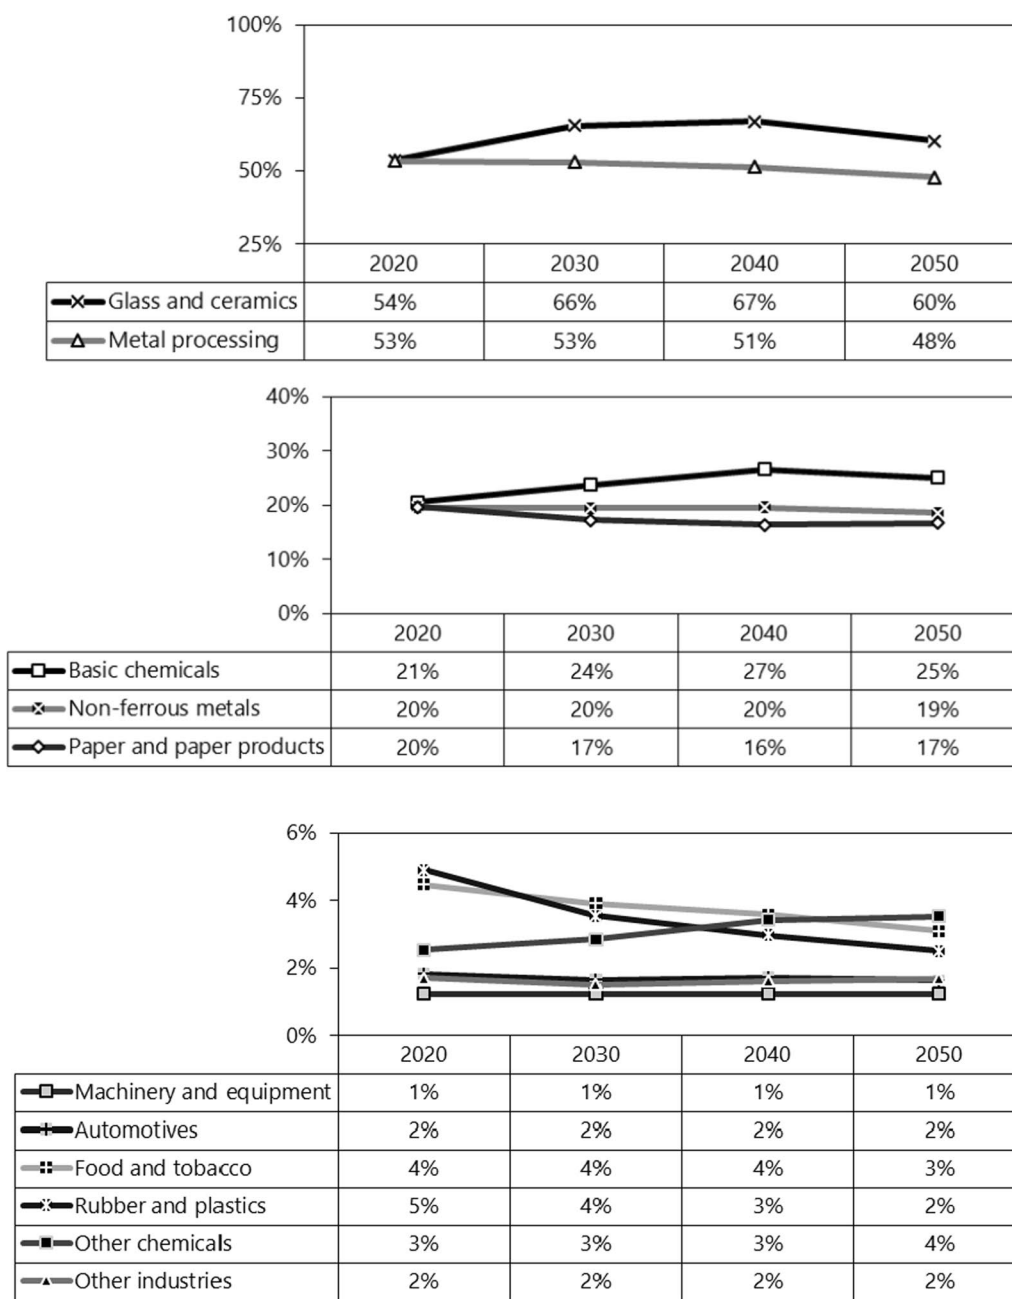 100%
75%
50%
25%
2020 2030 2040 2050
Glass and ceramics 54% 66% 67% 60%
Metal processing 53% 53% 51% 48%
40%
30%
20%
10%
0%
2020 2030 2040 2050
Basic chemicals 21% 24% 27% 25%
Non-ferrous metals 20% 20% 20% 19%
Paper and paper products 20% 17% 16% 17%
6%
4%
2%
0%
2020 2030 2040 2050
Machinery and equipment 1% 1% 1% 1%
Automotives 2% 2% 2% 2%
Food and tobacco 4% 4% 4% 3%
Rubber and plastics 5% 4% 3% 2%
Other chemicals 3% 3% 3% 4%
Other industries 2% 2% 2% 2%